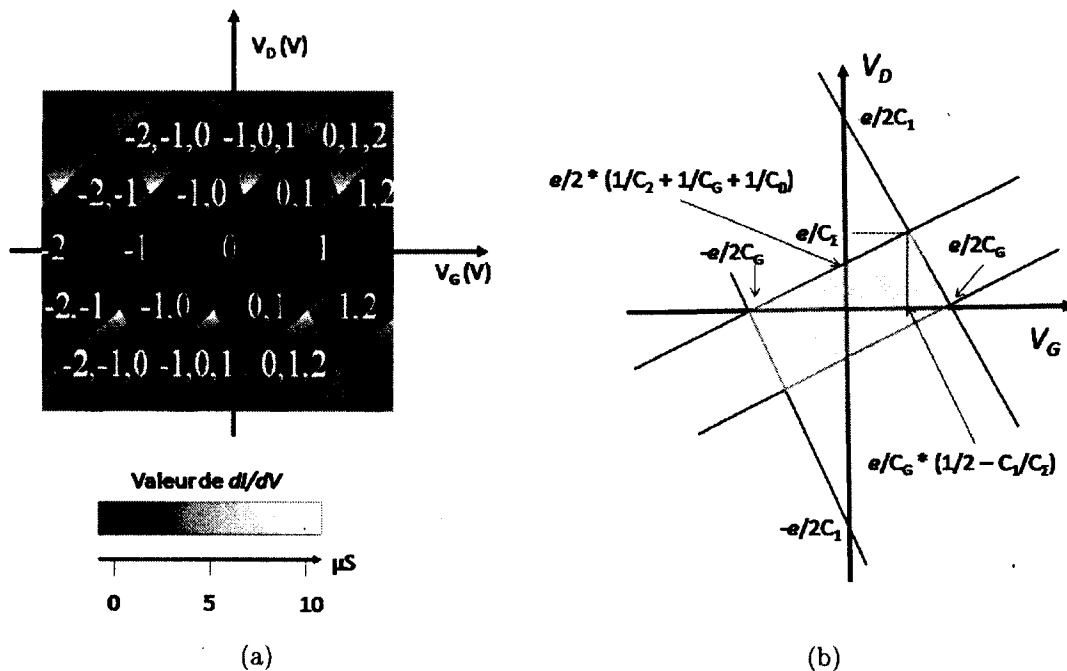 V_D (V)
-2,-1,0 -1,0,1 0,1,2
-2,-1 -1,0 0,1 1,2
-2 -1 0 1
V_G (V)
-2,-1 -1,0 0,1 1,2
-2,-1,0 -1,0,1 0,1,2
Valeur de dI/dV
µS
0 5 10
(a)
V_D
e/2C_1
e/2 * (1/C_2 + 1/C_G + 1/C_0)
e/C_Σ
-e/2C_G
e/2C_G
V_G
e/C_G * (1/2 – C_1/C_Σ)
-e/2C_1
(b)